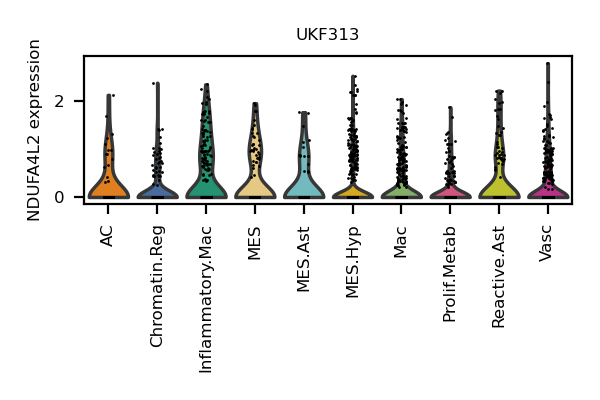 UKF313
NDUFA4L2 expression
2
0
AC
Chromatin.Reg
Inflammatory.Mac
MES
MES.Ast
MES.Hyp
Mac
Prolif.Metab
Reactive.Ast
Vasc